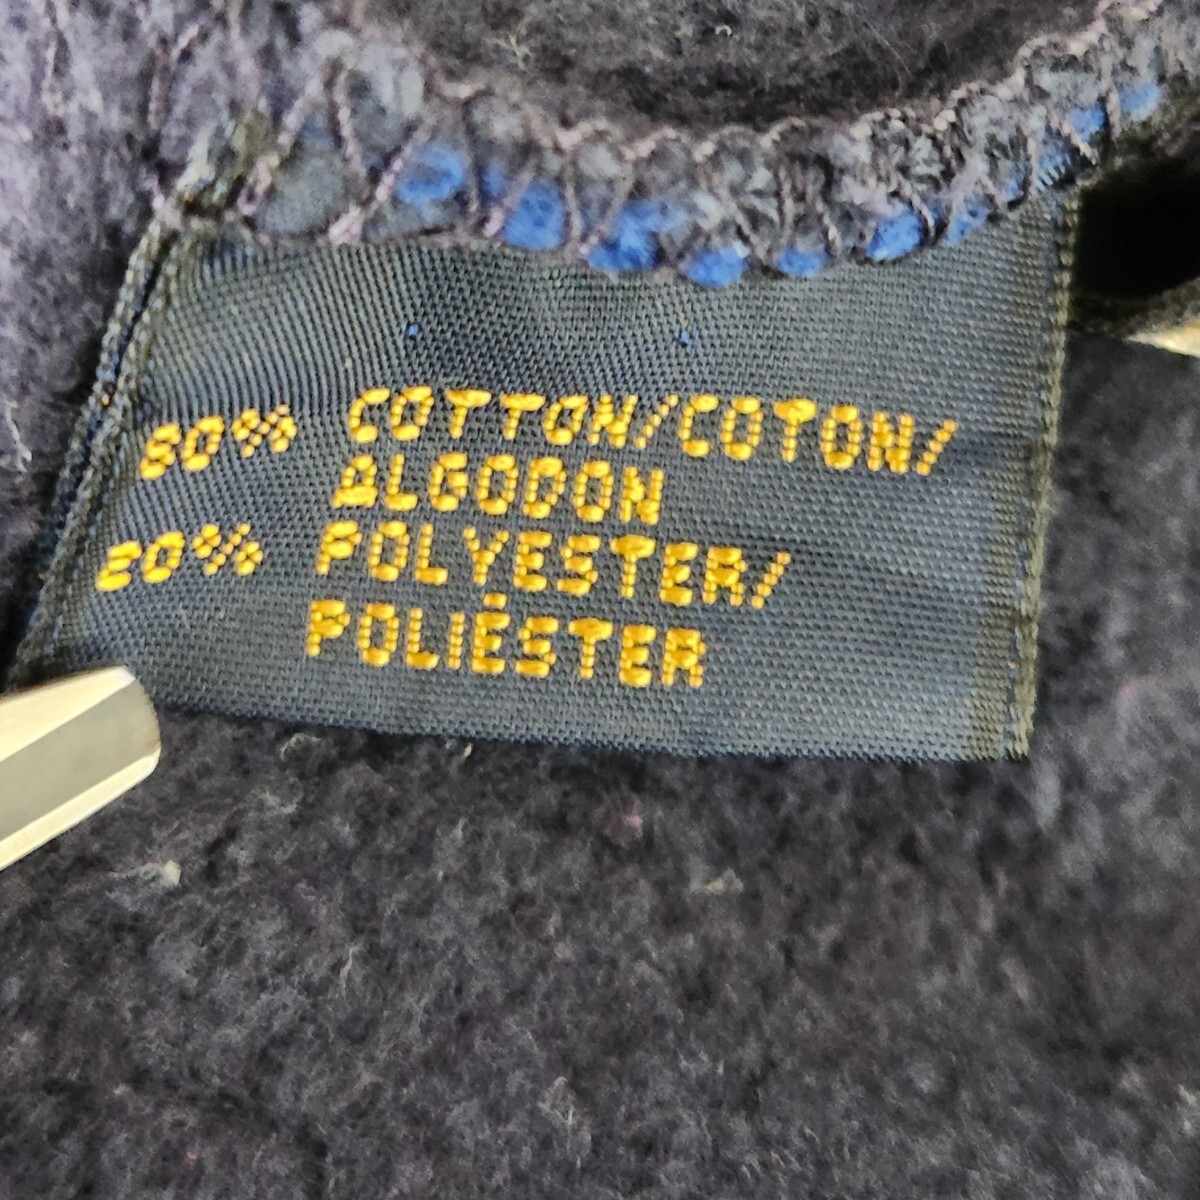 80% COTTON/COTON/
ALGODON
20% POLYESTER/
POLIÉSTER